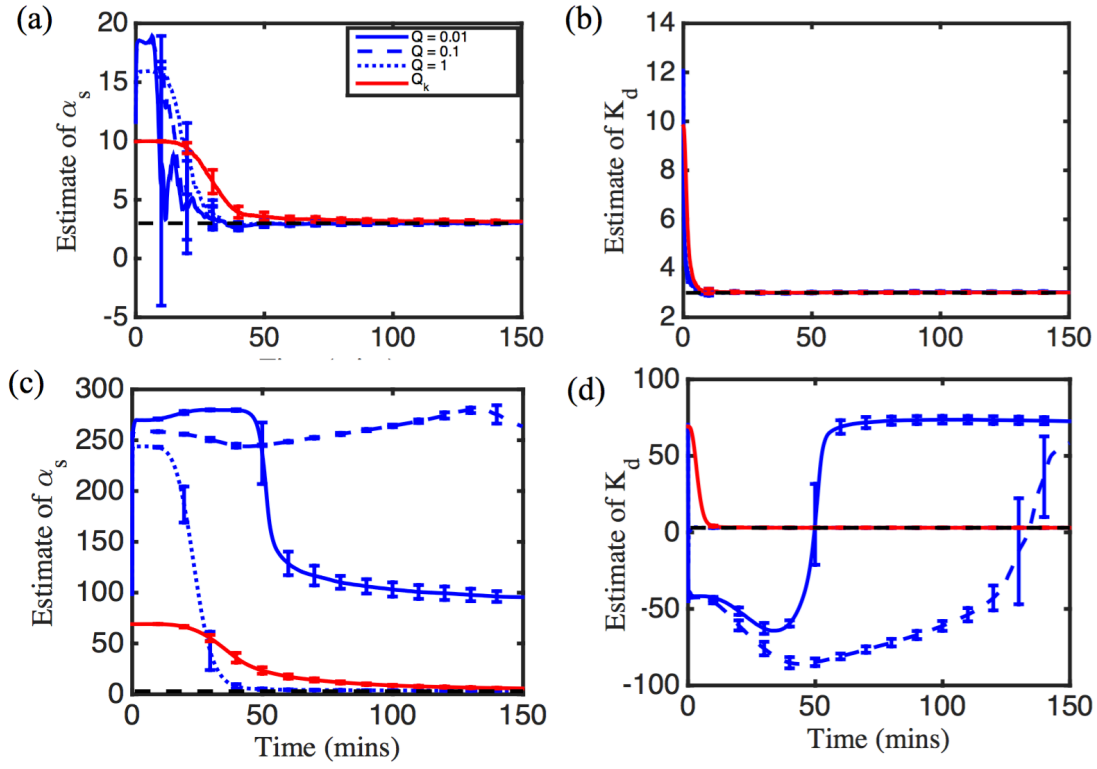 (a)
Estimate of α_s
20
15
10
5
0
-5
0
50
100
150
Q = 0.01
Q = 0.1
Q = 1
Q_k
(b)
Estimate of K_d
14
12
10
8
6
4
2
0
50
100
150
(c)
Estimate of α_s
300
250
200
150
100
50
0
0
50
100
150
Time (mins)
(d)
Estimate of K_d
100
50
0
-50
-100
0
50
100
150
Time (mins)